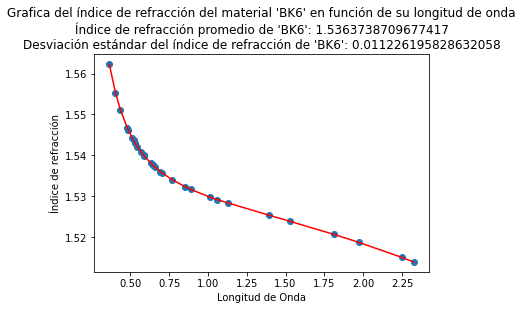 Grafica del índice de refracción del material 'BK6' en función de su longitud de onda
Índice de refracción promedio de 'BK6': 1.5363738709677417
Desviación estándar del índice de refracción de 'BK6': 0.011226195828632058
1.56
1.55
1.54
1.53
1.52
Índice de refracción
0.50
0.75
1.00
1.25
1.50
1.75
2.00
2.25
Longitud de Onda